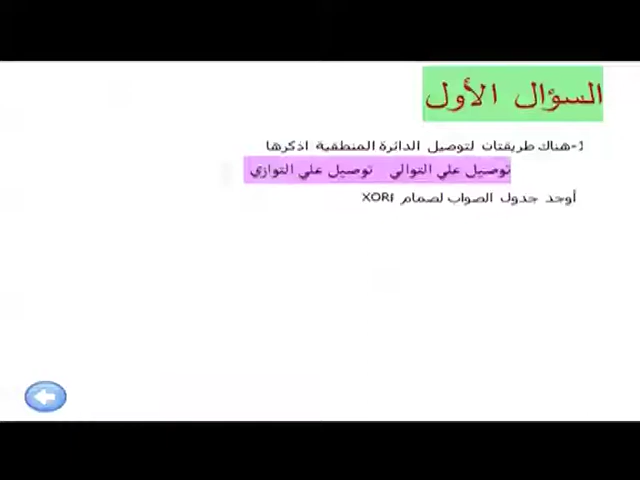 السؤال الأول
1-هناك طريقتان لتوصيل الدائرة المنطقية اذكرها
توصيل علي التوالي توصيل علي التوازي
أوجد جدول الصواب لصمام XOR